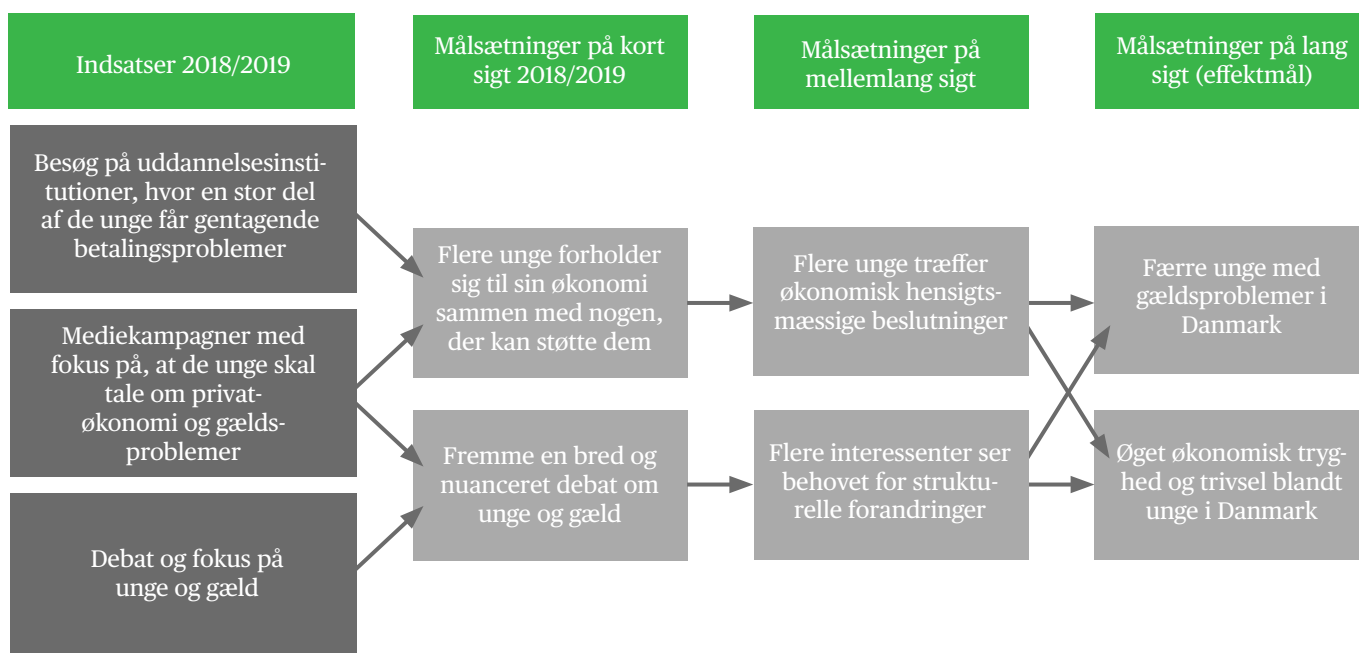 Indsatser 2018/2019
Målsætninger på kort
sigt 2018/2019
Målsætninger på
mellemlang sigt
Målsætninger på lang
sigt (effektmål)
Besøg på uddannelsesinsti-
tutioner, hvor en stor del
af de unge får gentagende
betalingsproblemer
Mediekampagner med
fokus på, at de unge skal
tale om privat-
økonomi og gælds-
problemer
Debat og fokus på
unge og gæld
Flere unge forholder
sig til sin økonomi
sammen med nogen,
der kan støtte dem
Fremme en bred og
nuanceret debat om
unge og gæld
Flere unge træffer
økonomisk hensigts-
mæssige beslutninger
Flere interessenter ser
behovet for struktu-
relle forandringer
Færre unge med
gældsproblemer i
Danmark
Øget økonomisk tryg-
hed og trivsel blandt
unge i Danmark